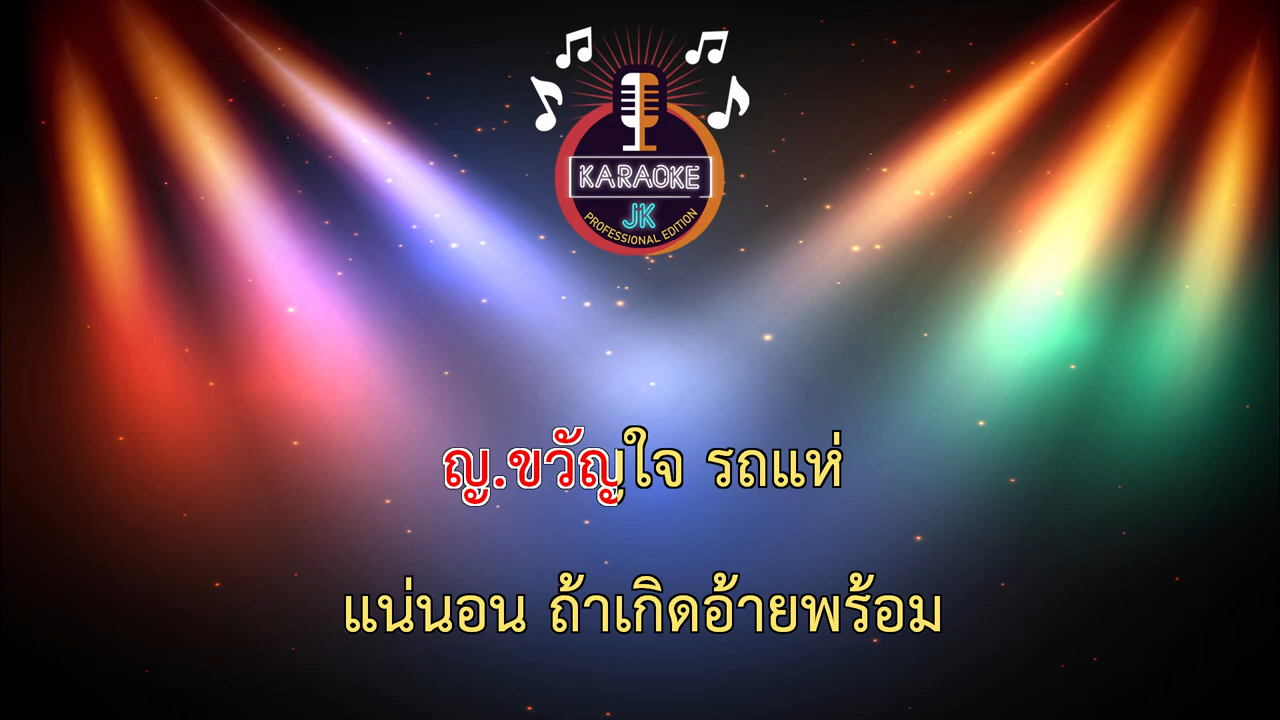 KARAOKE
JK
PROFESSIONAL EDITION
ญ.ขวัญใจ รถแห่
แน่นอน ถ้าเกิดอ้ายพร้อม